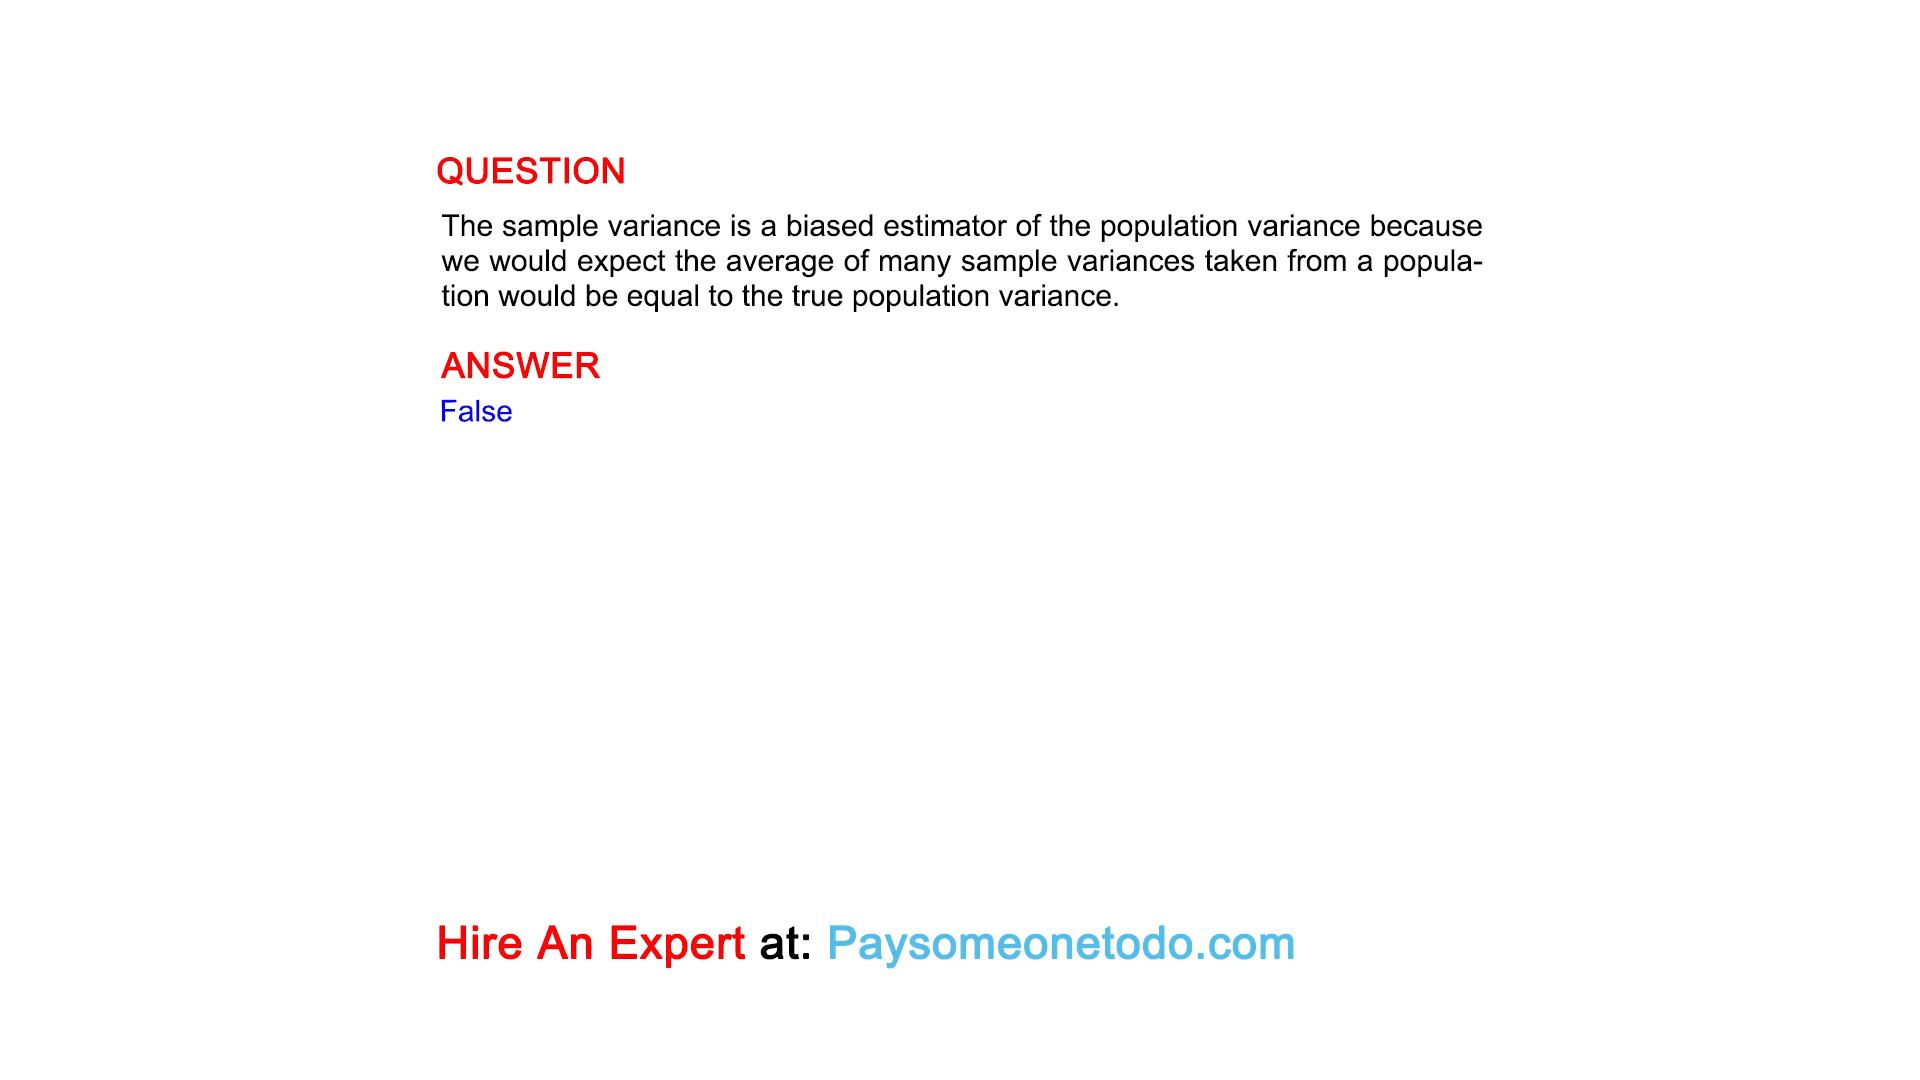 QUESTION
The sample variance is a biased estimator of the population variance because
we would expect the average of many sample variances taken from a popula-
tion would be equal to the true population variance.
ANSWER
False
Hire An Expert at: Paysomeonetodo.com